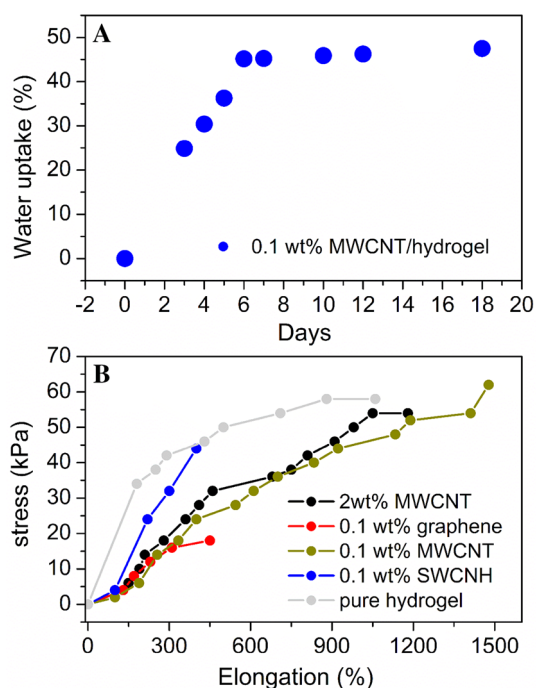 A
50
40
30
20
10
0
Water uptake (%)
0.1 wt% MWCNT/hydrogel
-2 0 2 4 6 8 10 12 14 16 18 20
Days
B
70
60
50
40
30
20
10
0
stress (kPa)
2wt% MWCNT
0.1 wt% graphene
0.1 wt% MWCNT
0.1 wt% SWCNH
pure hydrogel
0 300 600 900 1200 1500
Elongation (%)